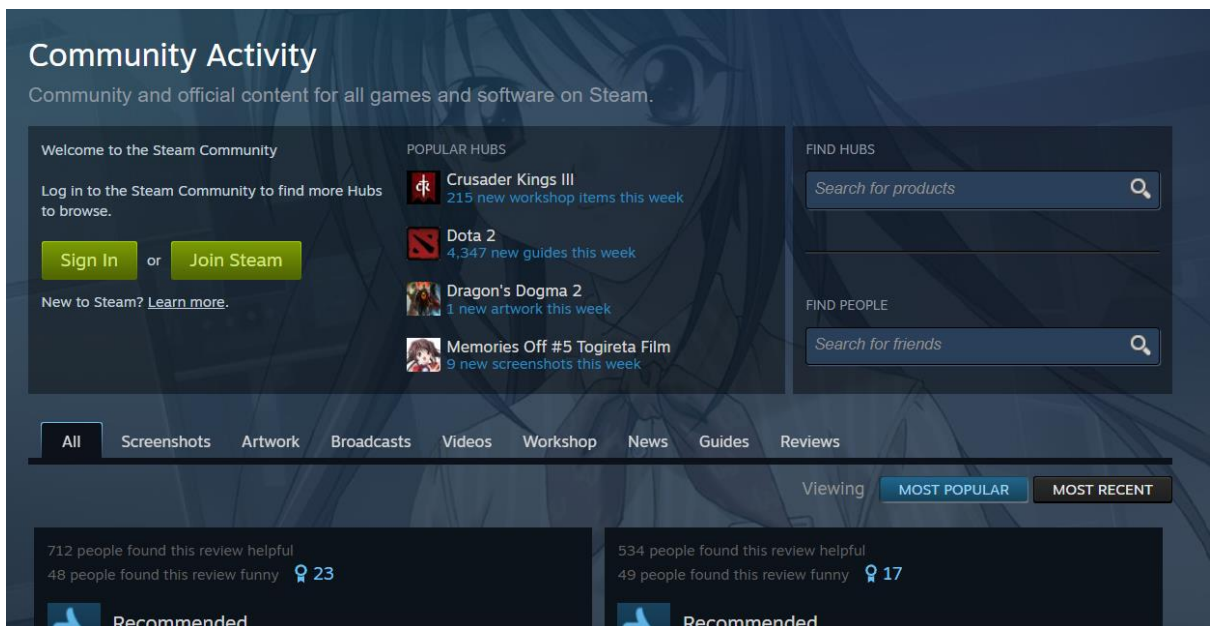 Community Activity
Community and official content for all games and software on Steam.
Welcome to the Steam Community
Log in to the Steam Community to find more Hubs
to browse.
Sign In or Join Steam
New to Steam? Learn more.
POPULAR HUBS
Crusader Kings III
215 new workshop items this week
Dota 2
4,347 new guides this week
Dragon's Dogma 2
1 new artwork this week
Memories Off #5 Togireta Film
9 new screenshots this week
FIND HUBS
Search for products
FIND PEOPLE
Search for friends
All Screenshots Artwork Broadcasts Videos Workshop News Guides Reviews
Viewing MOST POPULAR MOST RECENT
712 people found this review helpful
48 people found this review funny 23
Recommended
534 people found this review helpful
49 people found this review funny 17
Recommended